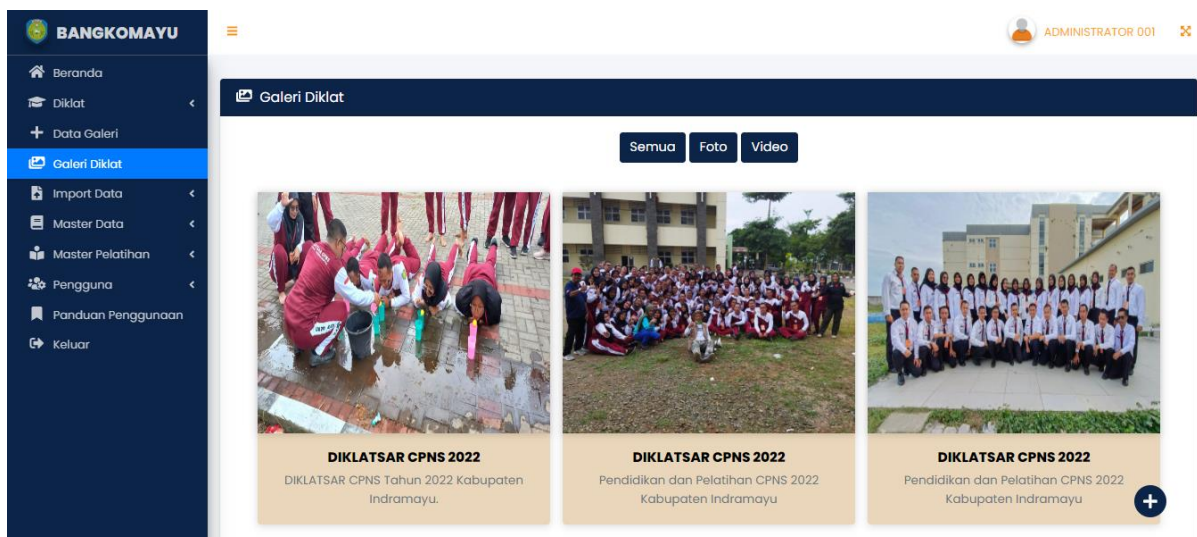 BANGKOMAYU
ADMINISTRATOR 001
Beranda
Diklat
Data Galeri
Galeri Diklat
Import Data
Master Data
Master Pelatihan
Pengguna
Panduan Penggunaan
Keluar
Galeri Diklat
Semua
Foto
Video
DIKLATSAR CPNS 2022
DIKLATSAR CPNS Tahun 2022 Kabupaten
Indramayu.
DIKLATSAR CPNS 2022
Pendidikan dan Pelatihan CPNS 2022
Kabupaten Indramayu
DIKLATSAR CPNS 2022
Pendidikan dan Pelatihan CPNS 2022
Kabupaten Indramayu